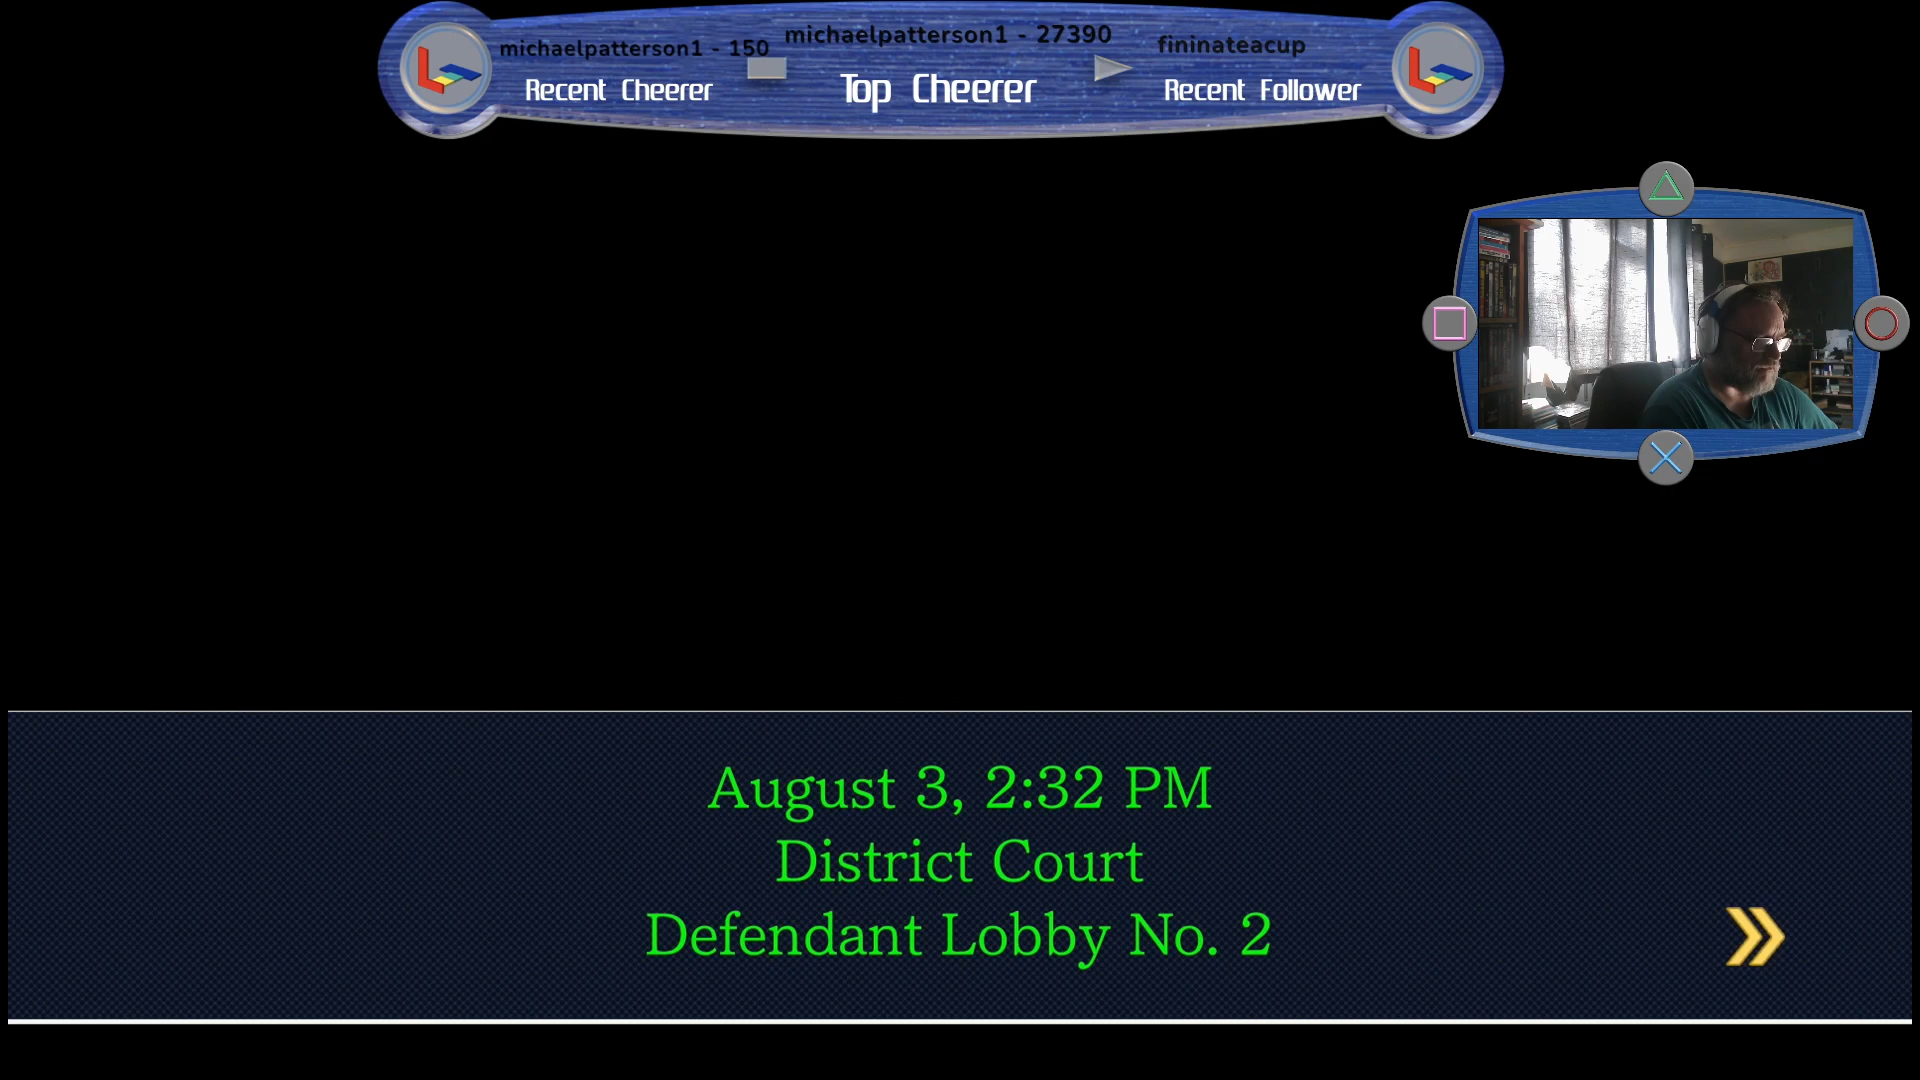 michaelpatterson1 - 150
Recent Cheerer
michaelpatterson1 - 27390
Top Cheerer
fininateacup
Recent Follower
August 3, 2:32 PM
District Court
Defendant Lobby No. 2